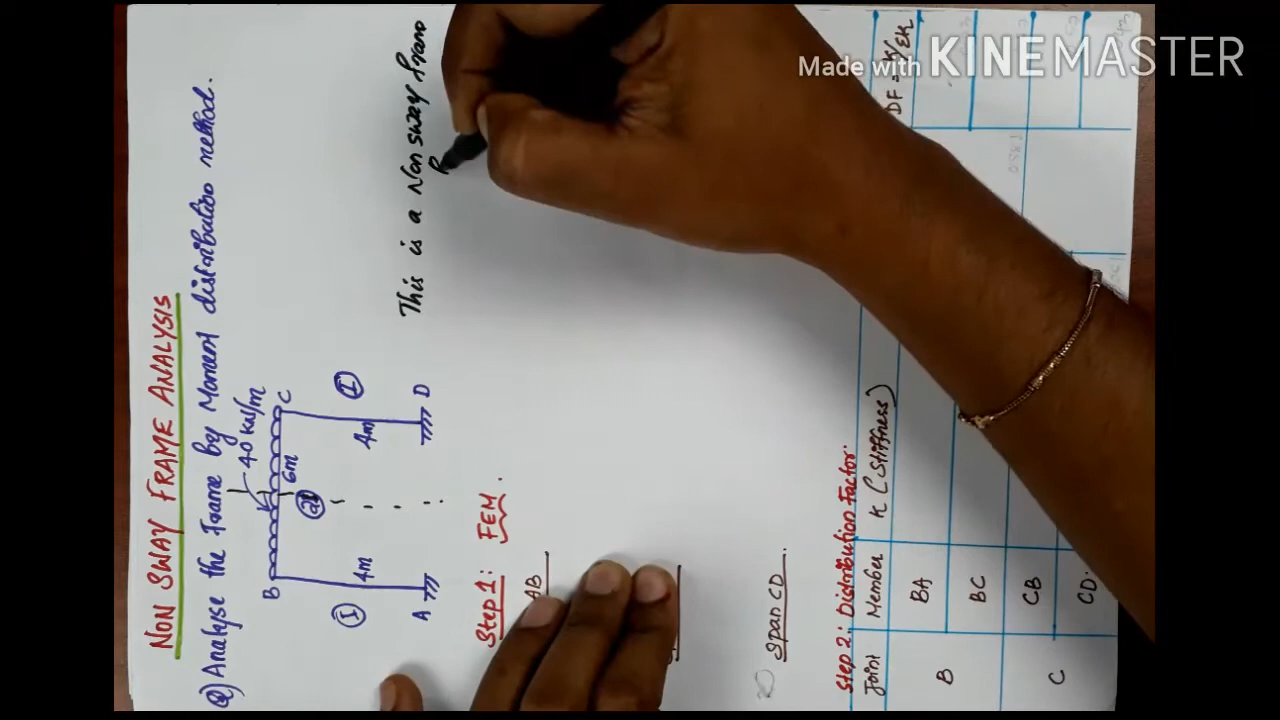 Made with KINEMASTER
NON SWAY FRAME ANALYSIS
Q) Analyse the Frame by Moment distribution method.
40 kN/m
B
C
6m
2I
I
4m
4m
I
A
D
This is a Non sway frame
Step 1: FEM.
AB
Span CD
Step 2: Distribution Factor.
Joint Member K (Stiffness) DF = K/ΣK
B BA
BC
C CB
CD